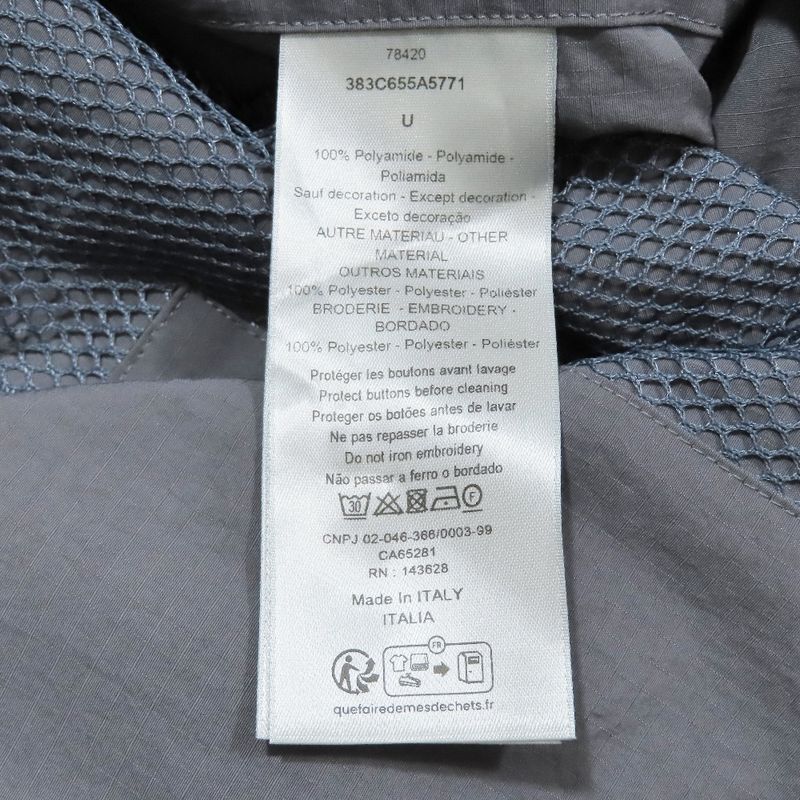 78420
383C655A5771
U
100% Polyamide - Polyamide -
Poliamida
Sauf decoration - Except decoration -
Exceto decoração
AUTRE MATERIAU - OTHER
MATERIAL
OUTROS MATERIAIS
100% Polyester - Polyester - Poliéster
BRODERIE - EMBROIDERY -
BORDADO
100% Polyester - Polyester - Poliéster
Protéger les boutons avant lavage
Protect buttons before cleaning
Proteger os botões antes de lavar
Ne pas repasser la broderie
Do not iron embroidery
Não passar a ferro o bordado
30 F
CNPJ 02-046-366/0003-99
CA65281
RN : 143628
Made In ITALY
ITALIA
FR
quefairedemesdechets.fr